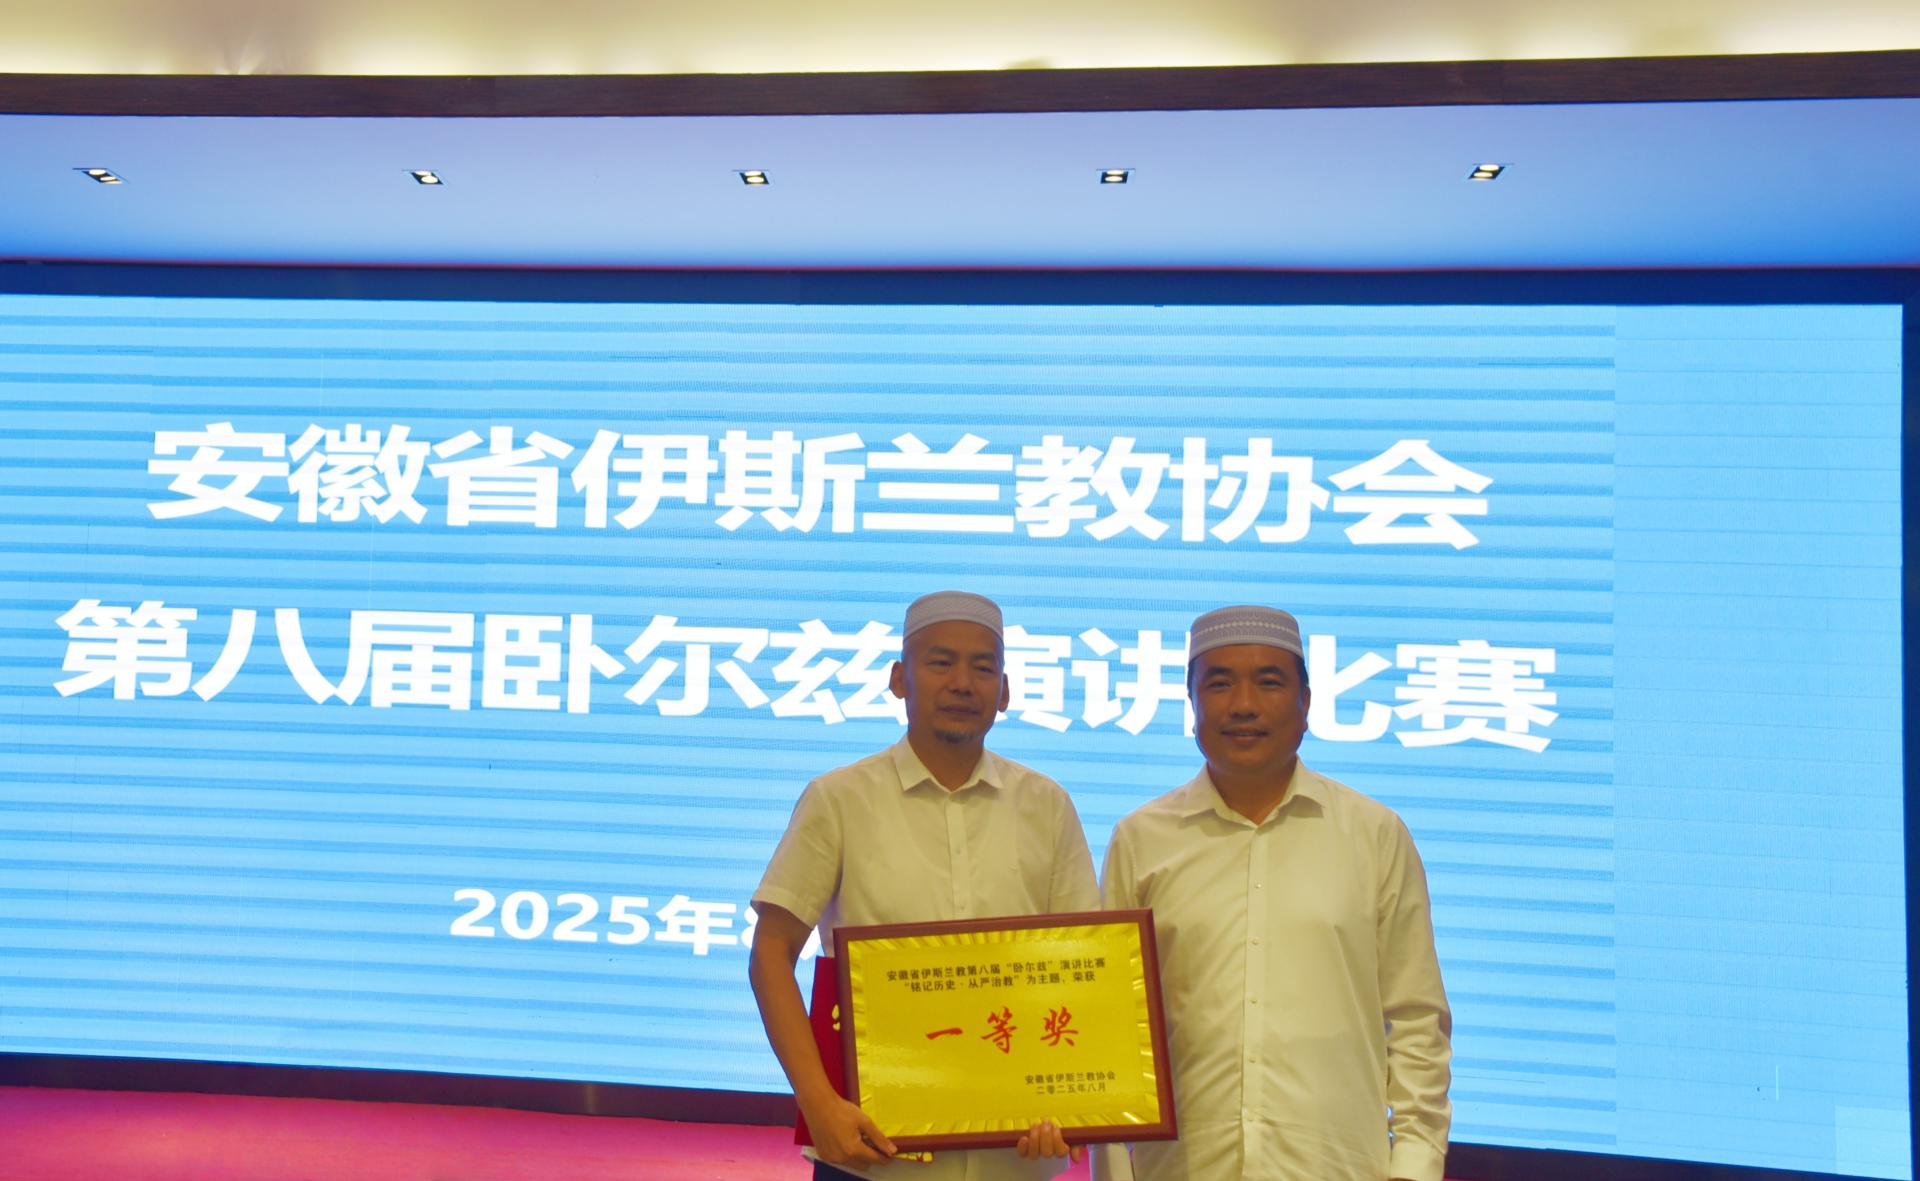 安徽省伊斯兰教协会
第八届卧尔兹演讲比赛
2025年8
安徽省伊斯兰教第八届“卧尔兹”演讲比赛
“铭记历史·从严治教”为主题，荣获
一等奖
安徽省伊斯兰教协会
二零二五年八月